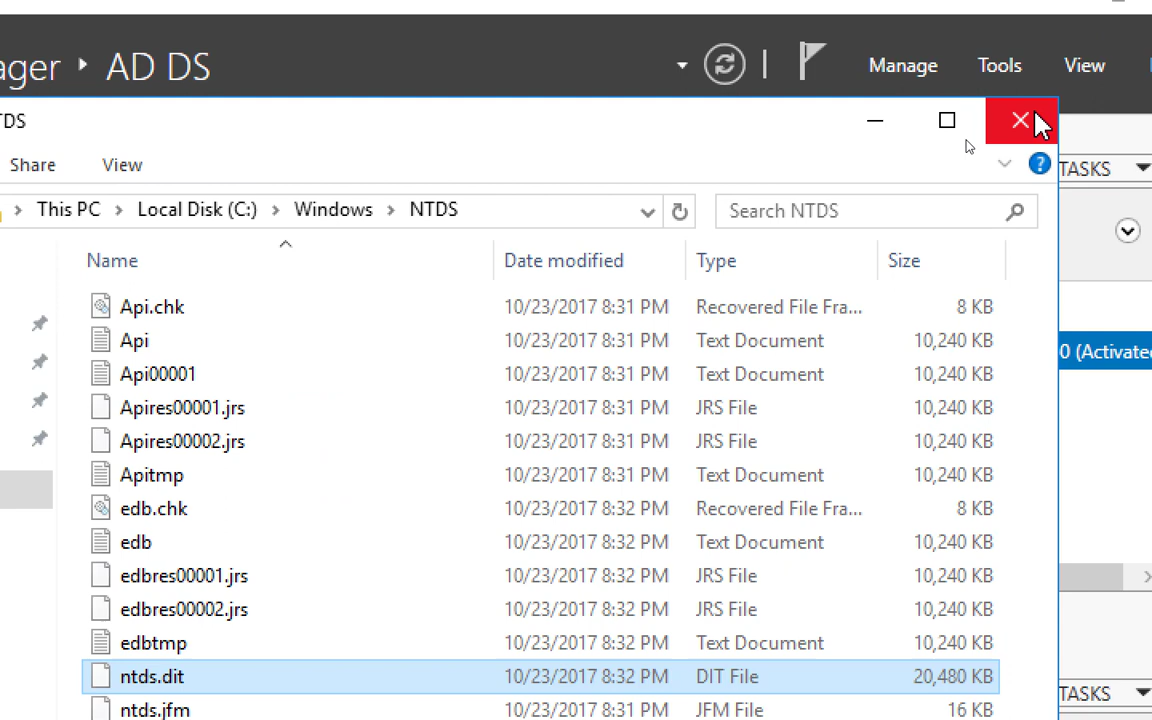 ager ▸ AD DS
Manage Tools View
TDS
Share View
TASKS
This PC > Local Disk (C:) > Windows > NTDS
Search NTDS
Name Date modified Type Size
Api.chk 10/23/2017 8:31 PM Recovered File Fra... 8 KB
Api 10/23/2017 8:31 PM Text Document 10,240 KB
0 (Activated
Api00001 10/23/2017 8:31 PM Text Document 10,240 KB
Apires00001.jrs 10/23/2017 8:31 PM JRS File 10,240 KB
Apires00002.jrs 10/23/2017 8:31 PM JRS File 10,240 KB
Apitmp 10/23/2017 8:31 PM Text Document 10,240 KB
edb.chk 10/23/2017 8:32 PM Recovered File Fra... 8 KB
edb 10/23/2017 8:32 PM Text Document 10,240 KB
edbres00001.jrs 10/23/2017 8:32 PM JRS File 10,240 KB
edbres00002.jrs 10/23/2017 8:32 PM JRS File 10,240 KB
edbtmp 10/23/2017 8:32 PM Text Document 10,240 KB
ntds.dit 10/23/2017 8:32 PM DIT File 20,480 KB
TASKS
ntds.jfm 10/23/2017 8:32 PM JFM File 16 KB